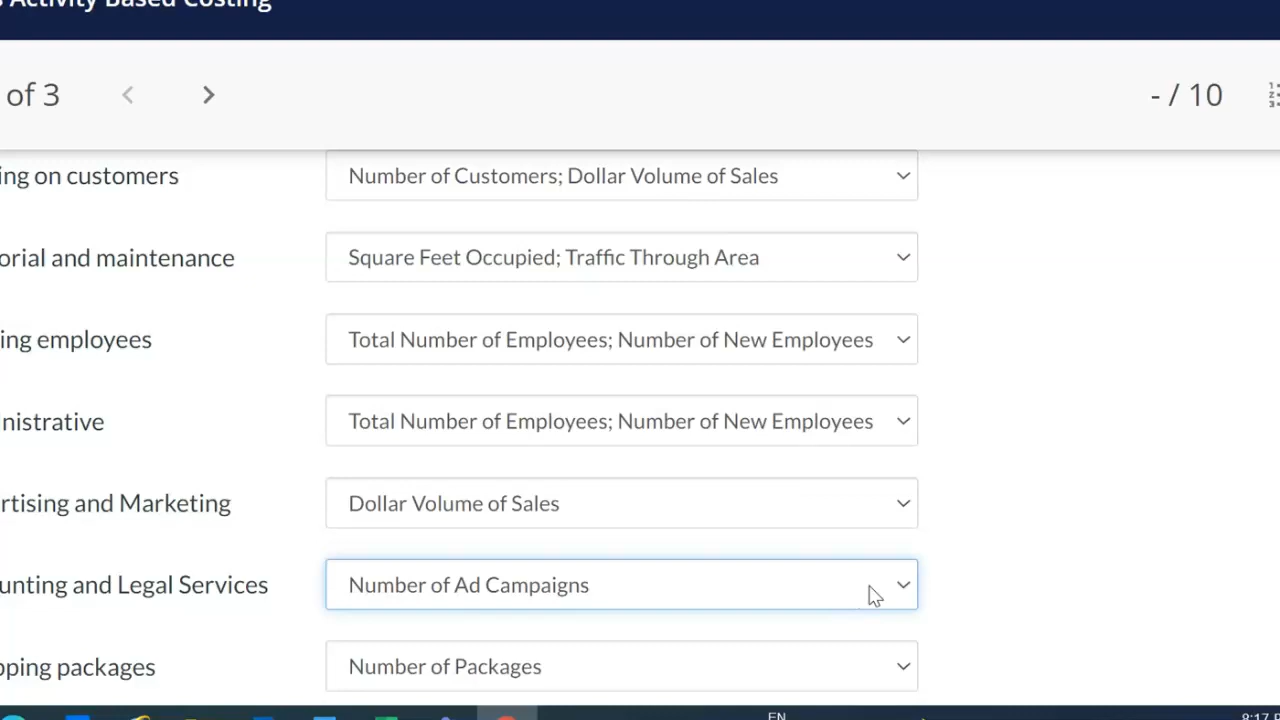 s Activity Based Costing
of 3
- / 10
ing on customers Number of Customers; Dollar Volume of Sales
orial and maintenance Square Feet Occupied; Traffic Through Area
ing employees Total Number of Employees; Number of New Employees
nistrative Total Number of Employees; Number of New Employees
rtising and Marketing Dollar Volume of Sales
unting and Legal Services Number of Ad Campaigns
pping packages Number of Packages
EN
8:17 P